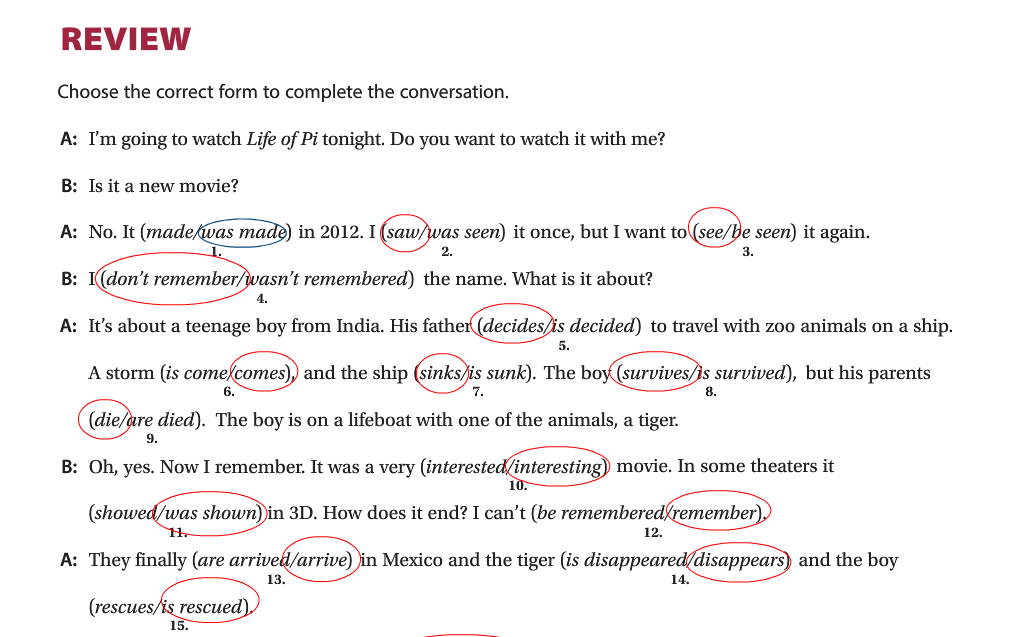 REVIEW
Choose the correct form to complete the conversation.
A: I'm going to watch Life of Pi tonight. Do you want to watch it with me?
B: Is it a new movie?
A: No. It (made/was made) in 2012. I (saw/was seen) it once, but I want to (see/be seen) it again.
1. 2. 3.
B: I (don't remember/wasn't remembered) the name. What is it about?
4.
A: It's about a teenage boy from India. His father (decides/is decided) to travel with zoo animals on a ship.
5.
A storm (is come/comes), and the ship (sinks/is sunk). The boy (survives/is survived), but his parents
6. 7. 8.
(die/are died). The boy is on a lifeboat with one of the animals, a tiger.
9.
B: Oh, yes. Now I remember. It was a very (interested/interesting) movie. In some theaters it
10.
(showed/was shown) in 3D. How does it end? I can't (be remembered/remember).
11. 12.
A: They finally (are arrived/arrive) in Mexico and the tiger (is disappeared/disappears) and the boy
13. 14.
(rescues/is rescued).
15.